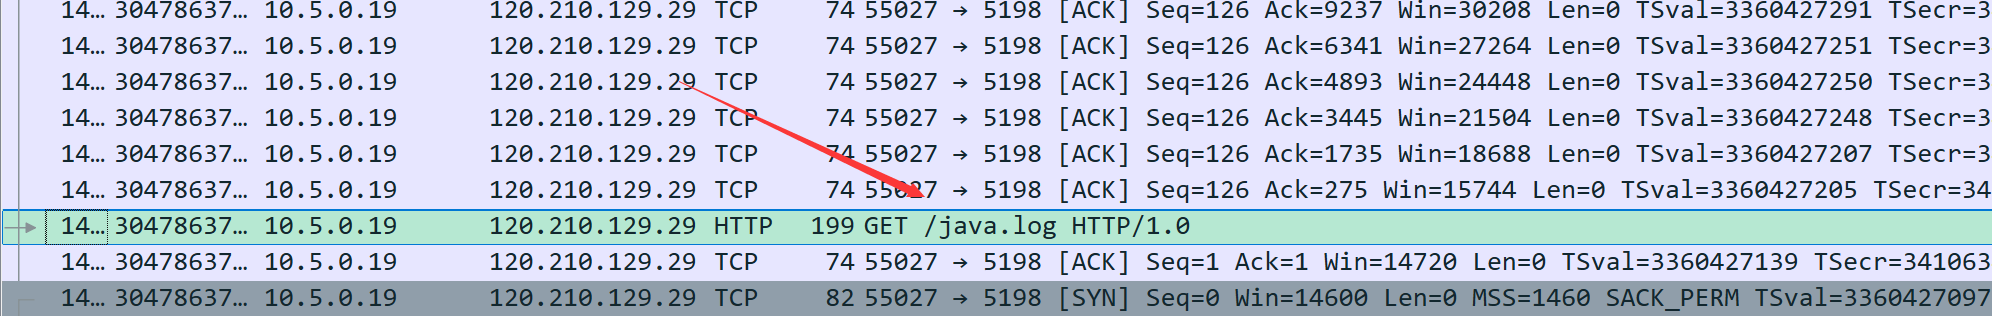 14… 30478637… 10.5.0.19 120.210.129.29 TCP 74 55027 → 5198 [ACK] Seq=126 Ack=9237 Win=30208 Len=0 TSval=3360427291 TSecr=3
14… 30478637… 10.5.0.19 120.210.129.29 TCP 74 55027 → 5198 [ACK] Seq=126 Ack=6341 Win=27264 Len=0 TSval=3360427251 TSecr=3
14… 30478637… 10.5.0.19 120.210.129.29 TCP 74 55027 → 5198 [ACK] Seq=126 Ack=4893 Win=24448 Len=0 TSval=3360427250 TSecr=3
14… 30478637… 10.5.0.19 120.210.129.29 TCP 74 55027 → 5198 [ACK] Seq=126 Ack=3445 Win=21504 Len=0 TSval=3360427248 TSecr=3
14… 30478637… 10.5.0.19 120.210.129.29 TCP 74 55027 → 5198 [ACK] Seq=126 Ack=1735 Win=18688 Len=0 TSval=3360427207 TSecr=3
14… 30478637… 10.5.0.19 120.210.129.29 TCP 74 55027 → 5198 [ACK] Seq=126 Ack=275 Win=15744 Len=0 TSval=3360427205 TSecr=34
14… 30478637… 10.5.0.19 120.210.129.29 HTTP 199 GET /java.log HTTP/1.0
14… 30478637… 10.5.0.19 120.210.129.29 TCP 74 55027 → 5198 [ACK] Seq=1 Ack=1 Win=14720 Len=0 TSval=3360427139 TSecr=341063
14… 30478637… 10.5.0.19 120.210.129.29 TCP 82 55027 → 5198 [SYN] Seq=0 Win=14600 Len=0 MSS=1460 SACK_PERM TSval=3360427097